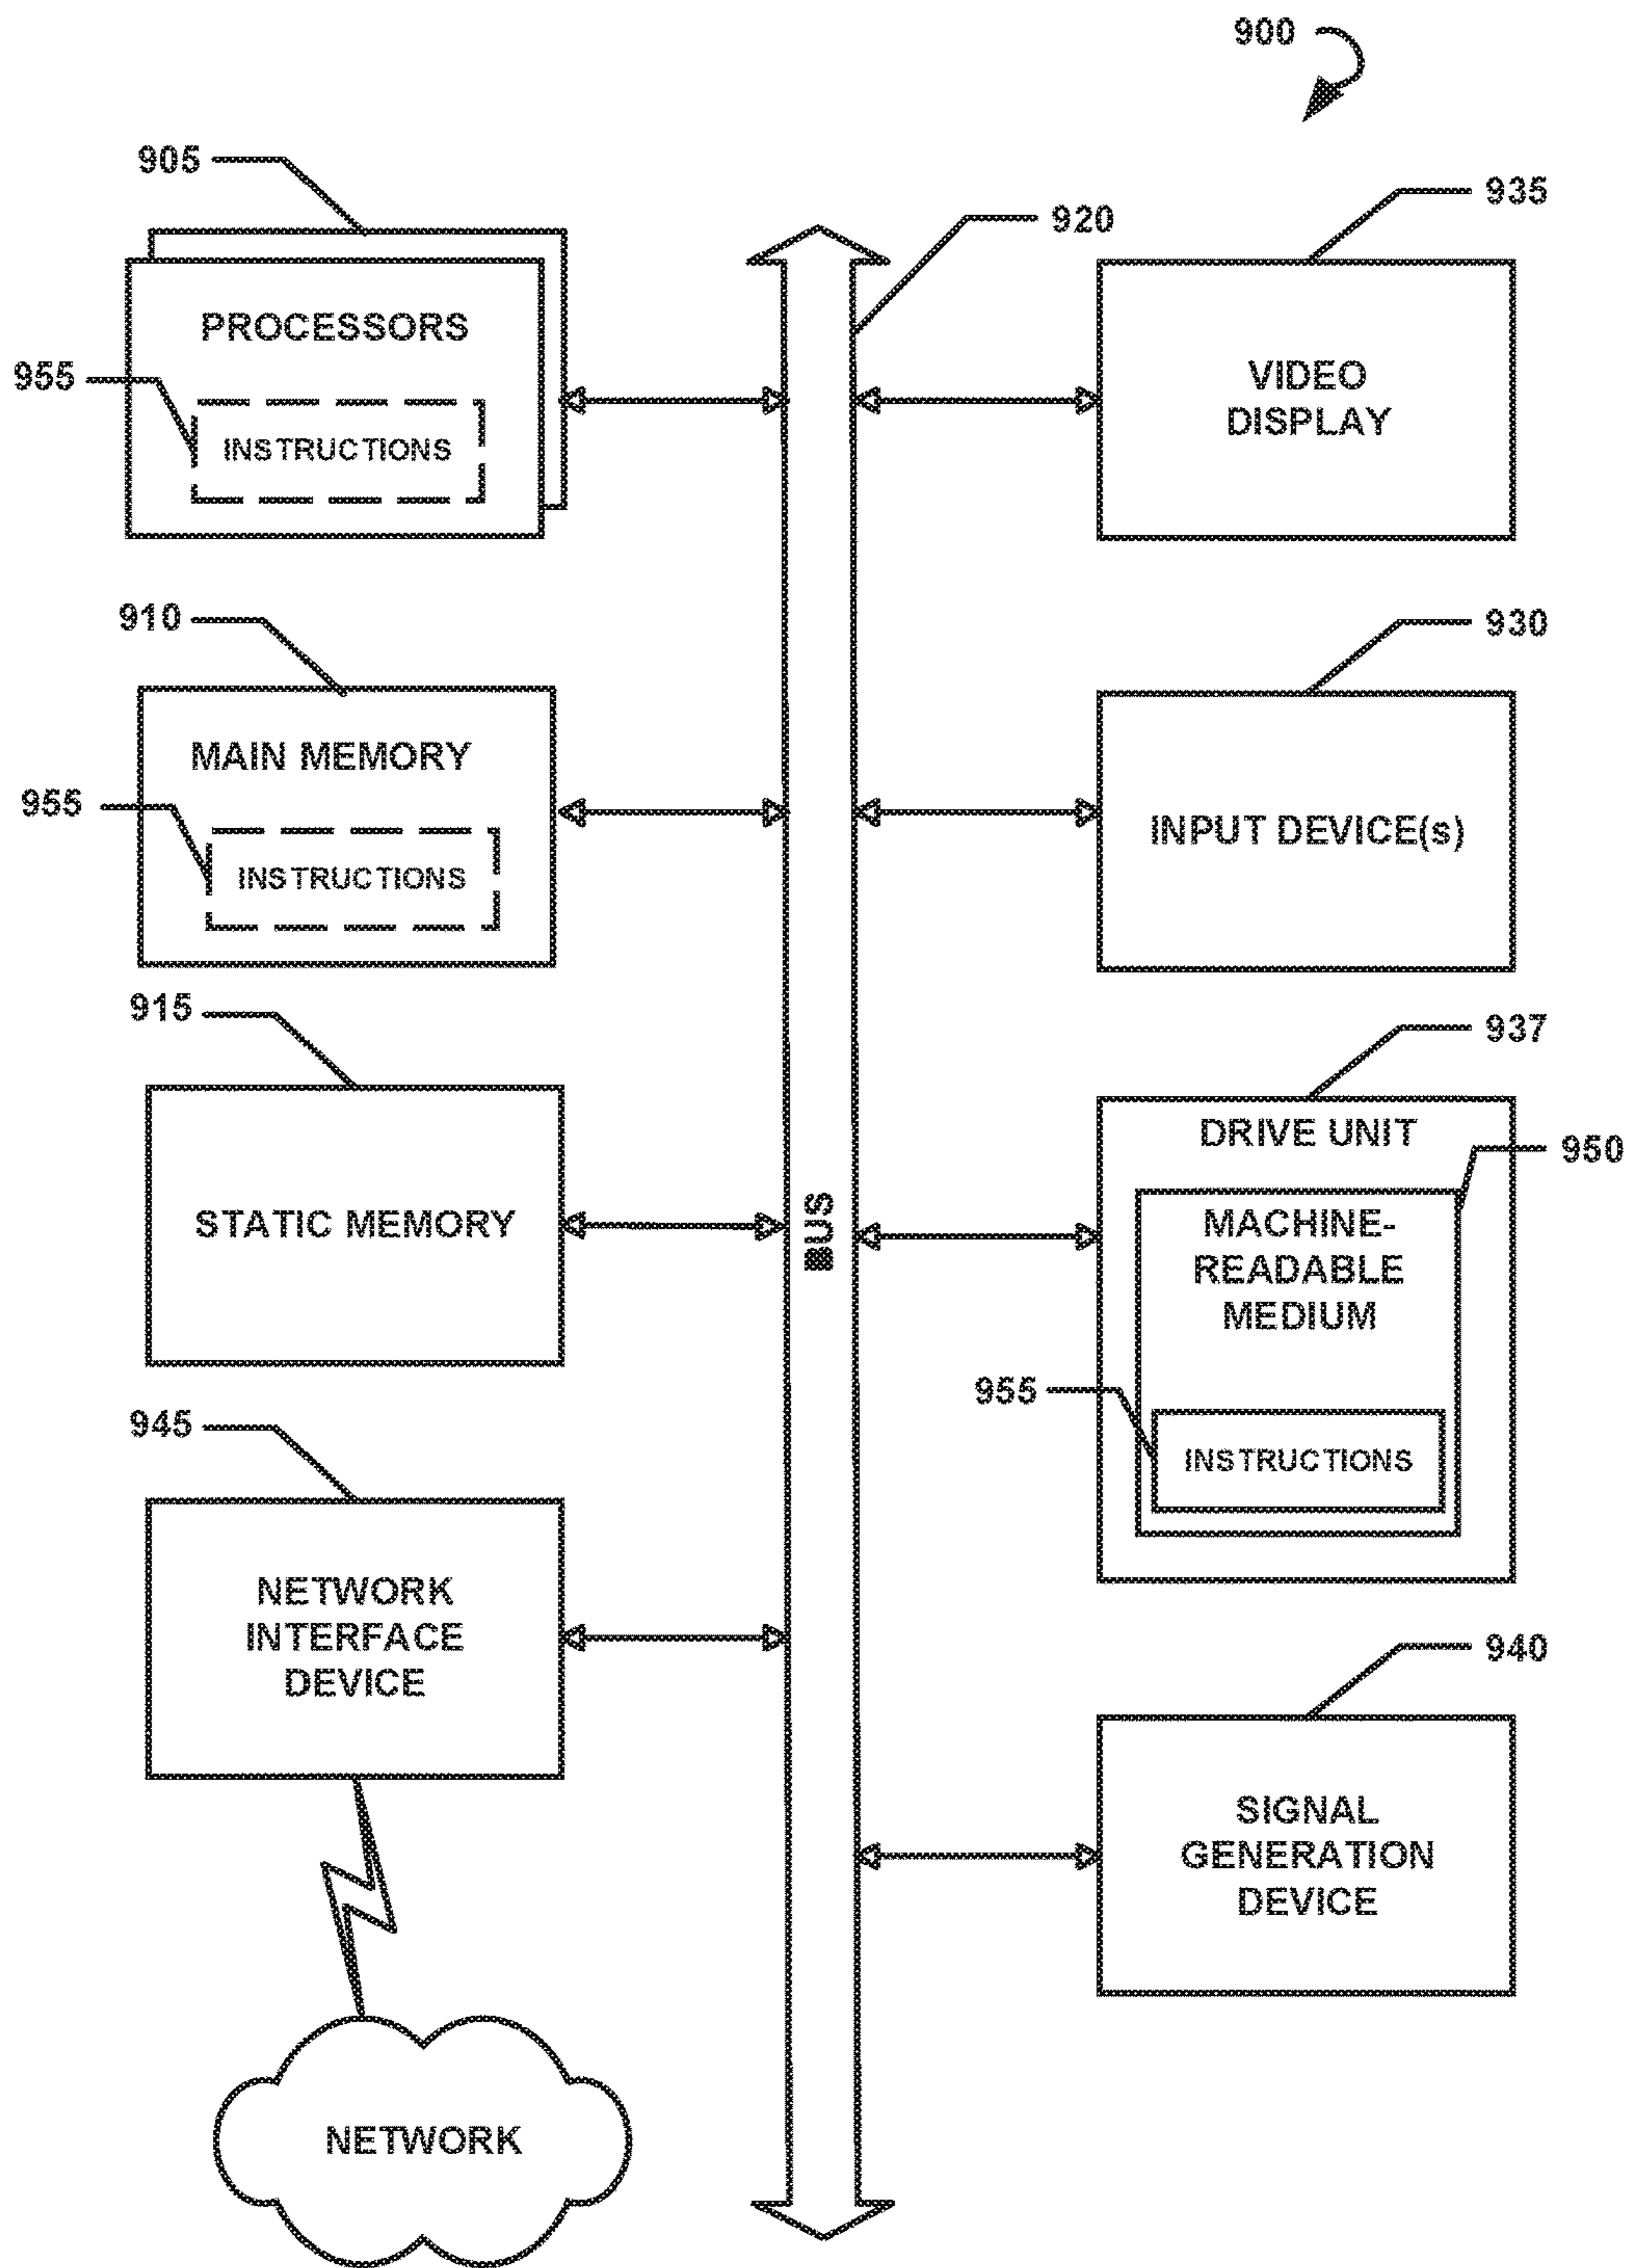 900
905
PROCESSORS
955
INSTRUCTIONS
910
MAIN MEMORY
955
INSTRUCTIONS
915
STATIC MEMORY
945
NETWORK
INTERFACE
DEVICE
NETWORK
920
BUS
935
VIDEO
DISPLAY
930
INPUT DEVICE(s)
937
DRIVE UNIT
950
MACHINE-
READABLE
MEDIUM
955
INSTRUCTIONS
940
SIGNAL
GENERATION
DEVICE